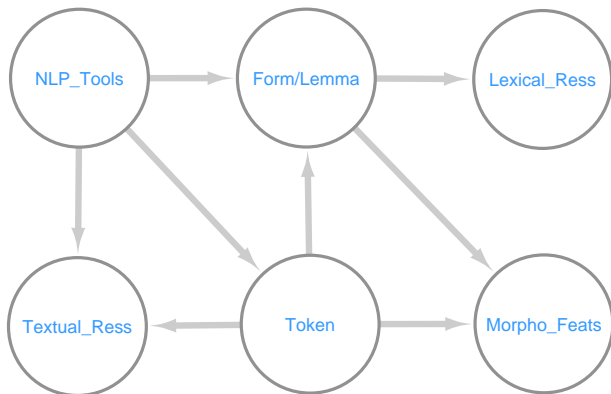 NLP_Tools
Form/Lemma
Lexical_Ress
Textual_Ress
Token
Morpho_Feats